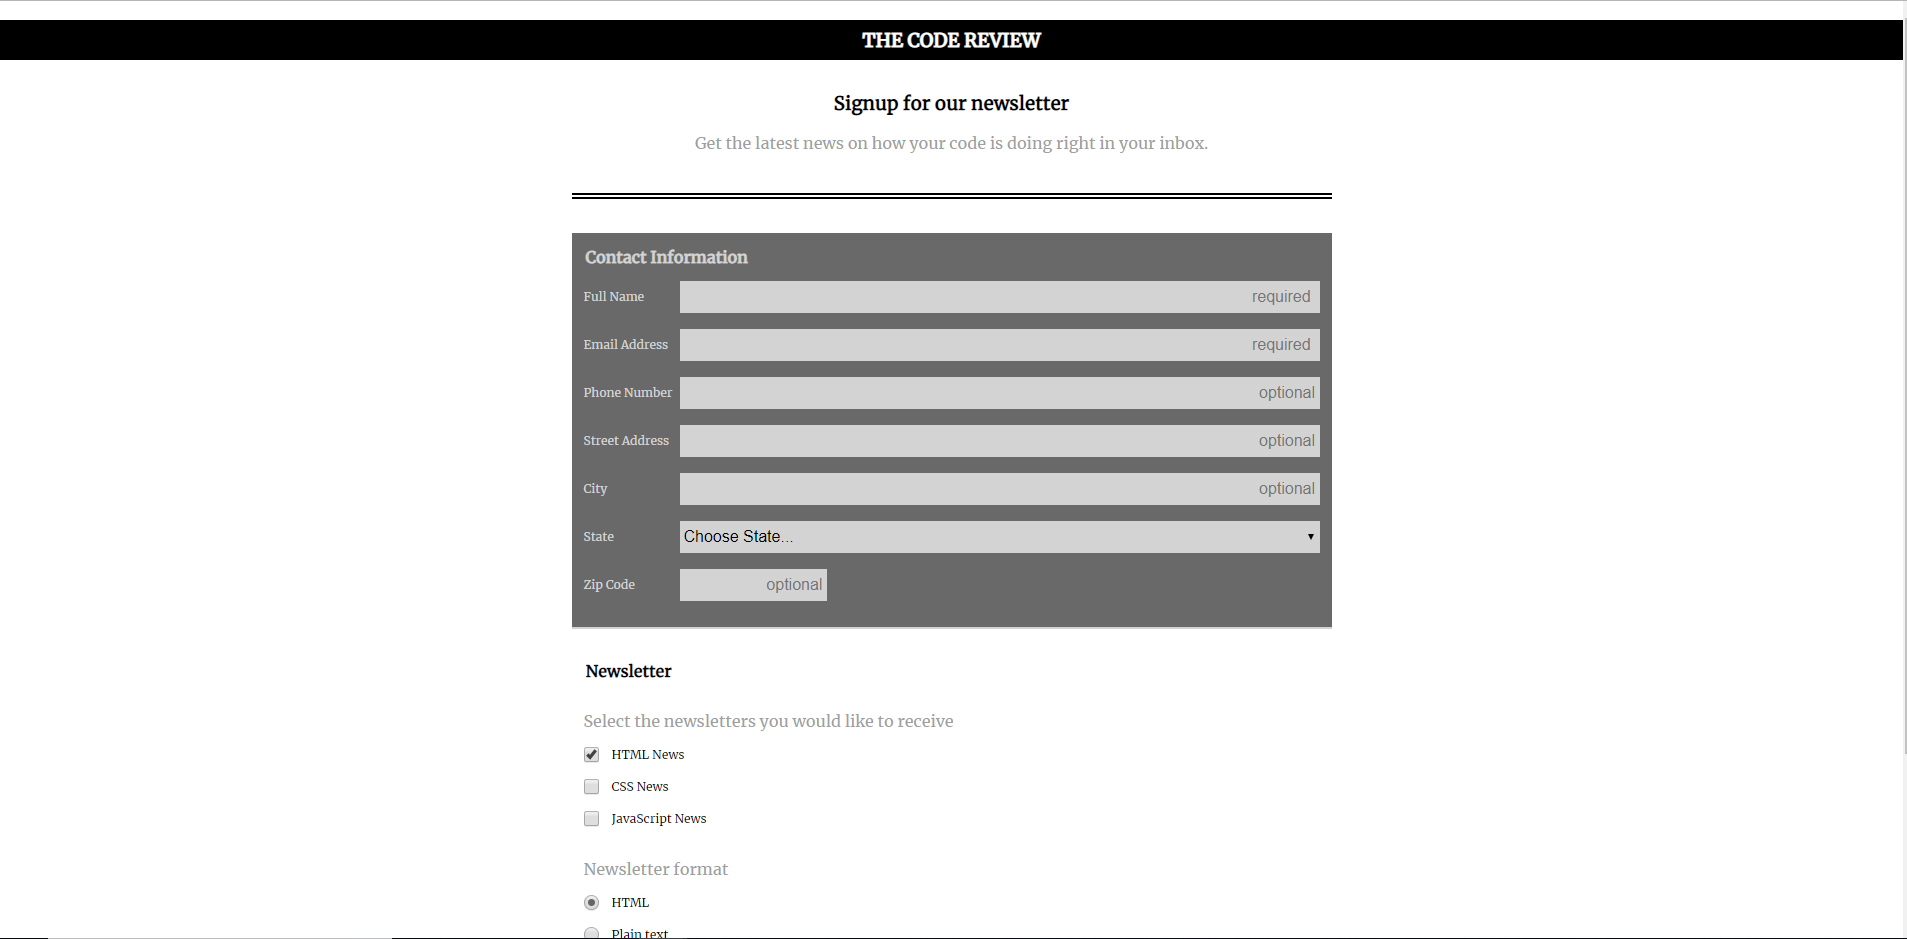 THE CODE REVIEW
Signup for our newsletter
Get the latest news on how your code is doing right in your inbox.
Contact Information
Full Name required
Email Address required
Phone Number optional
Street Address optional
City optional
State Choose State...
Zip Code optional
Newsletter
Select the newsletters you would like to receive
HTML News
CSS News
JavaScript News
Newsletter format
HTML
Plain text